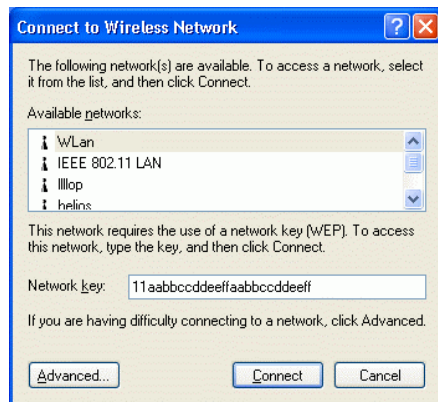 Connect to Wireless Network
The following network(s) are available. To access a network, select
it from the list, and then click Connect.
Available networks:
WLan
IEEE 802.11 LAN
llllop
helios
This network requires the use of a network key (WEP). To access
this network, type the key, and then click Connect.
Network key: 11aabbccddeeffaabbccddeeff
If you are having difficulty connecting to a network, click Advanced.
Advanced... Connect Cancel